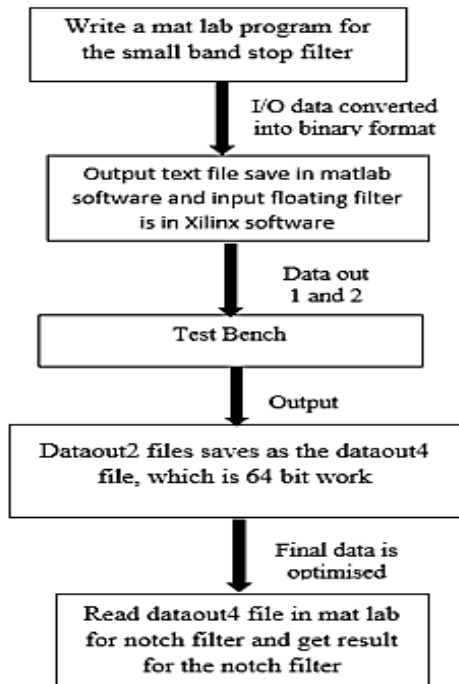 Write a mat lab program for
the small band stop filter
I/O data converted
into binary format
Output text file save in matlab
software and input floating filter
is in Xilinx software
Data out
1 and 2
Test Bench
Output
Dataout2 files saves as the dataout4
file, which is 64 bit work
Final data is
optimised
Read dataout4 file in mat lab
for notch filter and get result
for the notch filter